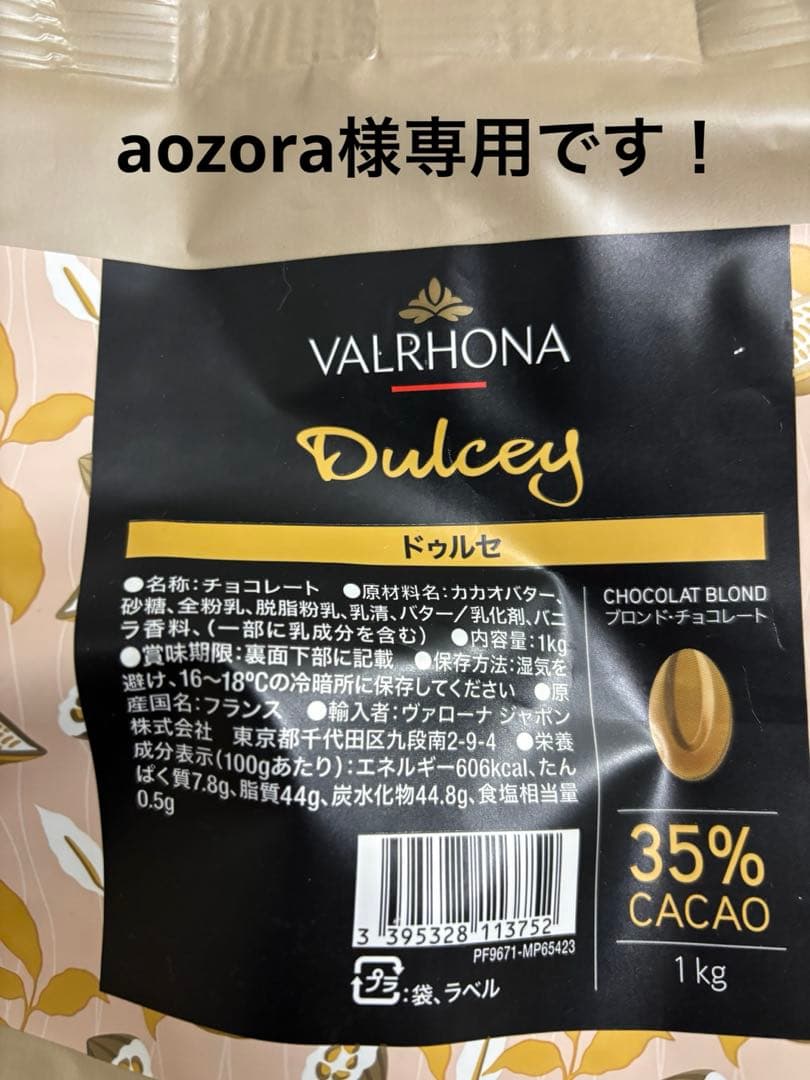 aozora様専用です！
VALRHONA
Dulcey
ドゥルセ
●名称：チョコレート ●原材料名：カカオバター、
砂糖、全粉乳、脱脂粉乳、乳清、バター／乳化剤、バニ
ラ香料、（一部に乳成分を含む） ●内容量：1kg
●賞味期限：裏面下部に記載 ●保存方法：湿気を
避け、16〜18℃の冷暗所に保存してください ●原
産国名：フランス ●輸入者：ヴァローナ ジャポン
株式会社 東京都千代田区九段南2-9-4 ●栄養
成分表示（100gあたり）：エネルギー606kcal、たん
ぱく質7.8g、脂質44g、炭水化物44.8g、食塩相当量
0.5g
CHOCOLAT BLOND
ブロンド・チョコレート
35%
CACAO
1kg
3 395328 113752
PF9671-MP65423
プラ：袋、ラベル